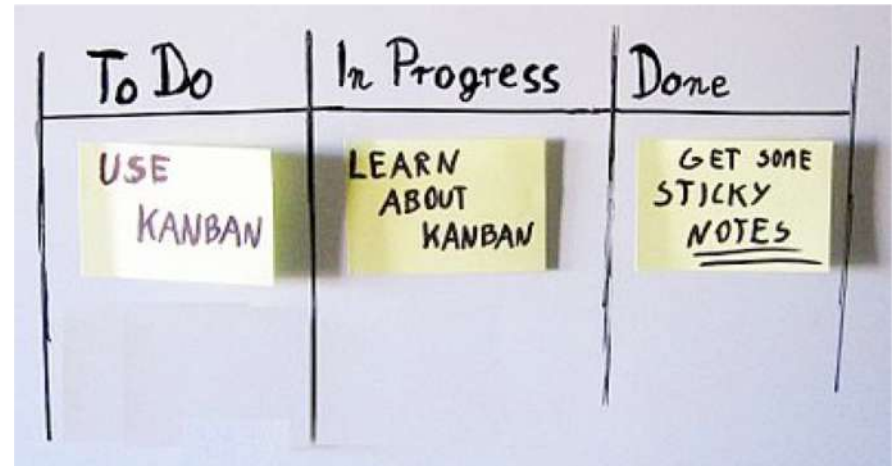 To Do
In Progress
Done
USE
KANBAN
LEARN
ABOUT
KANBAN
GET SOME
STICKY
NOTES